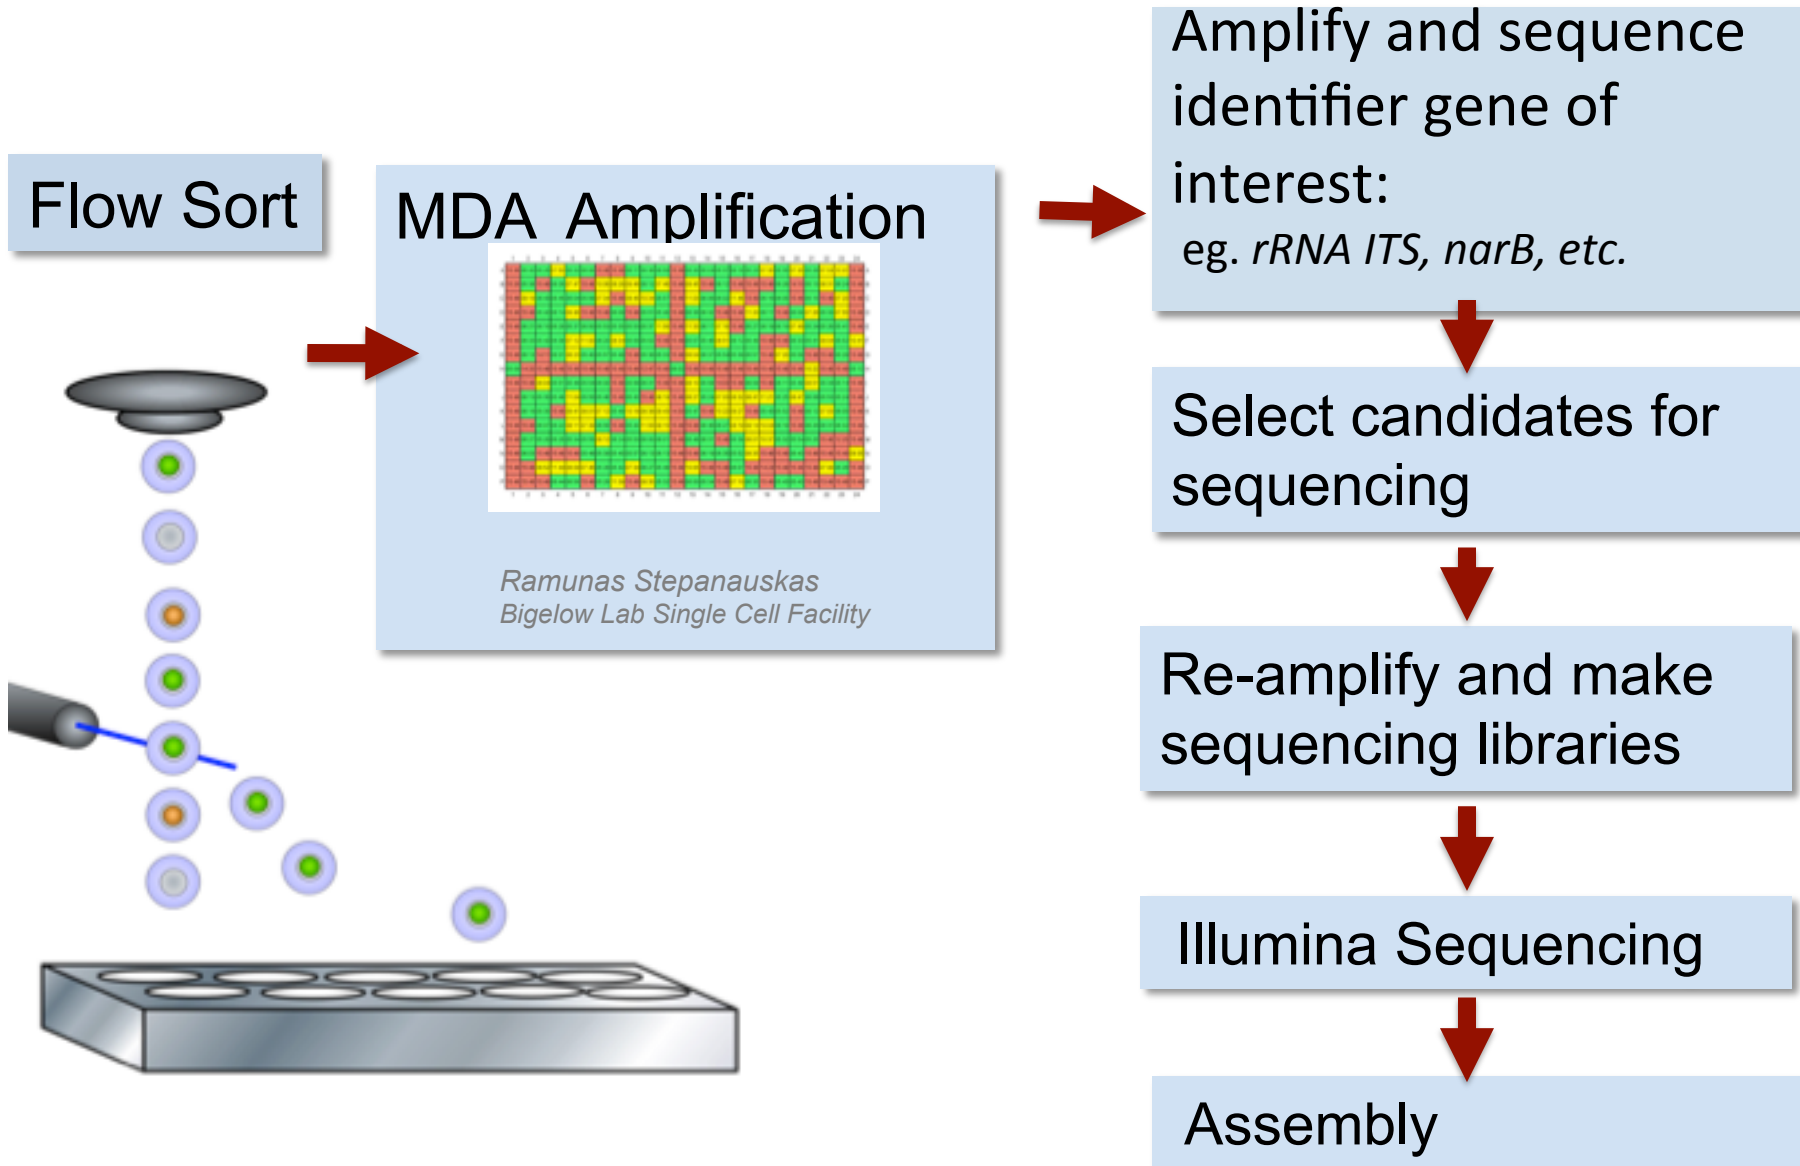 Flow Sort
MDA  Amplification
Ramunas Stepanauskas
Bigelow Lab Single Cell Facility
Amplify and sequence
identifier gene of
interest:
eg. rRNA ITS, narB, etc.
Select candidates for
sequencing
Re-amplify and make
sequencing libraries
Illumina Sequencing
Assembly